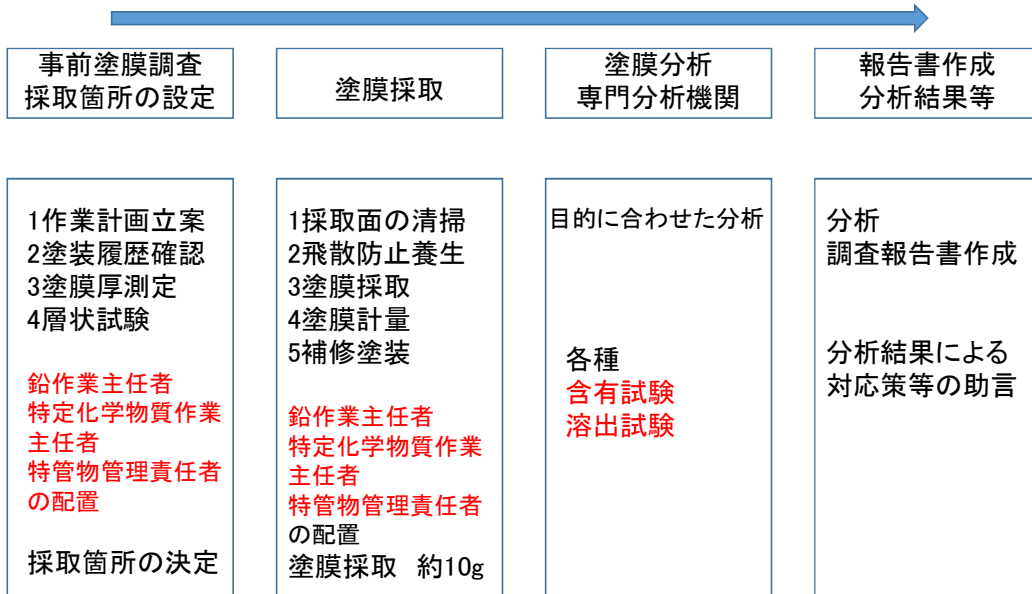 事前塗膜調査
採取箇所の設定
塗膜採取
塗膜分析
専門分析機関
報告書作成
分析結果等
1作業計画立案
2塗装履歴確認
3塗膜厚測定
4層状試験
鉛作業主任者
特定化学物質作業
主任者
特管物管理責任者
の配置
採取箇所の決定
1採取面の清掃
2飛散防止養生
3塗膜採取
4塗膜計量
5補修塗装
鉛作業主任者
特定化学物質作業
主任者
特管物管理責任者
の配置
塗膜採取 約10g
目的に合わせた分析
各種
含有試験
溶出試験
分析
調査報告書作成
分析結果による
対応策等の助言